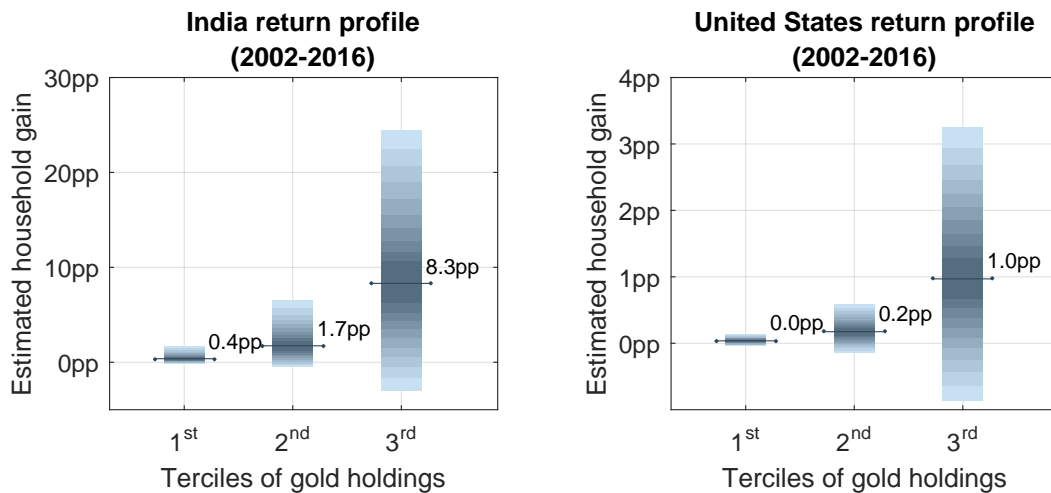 India return profile
(2002-2016)
Estimated household gain
30pp
20pp
10pp
0pp
0.4pp
1.7pp
8.3pp
1st
2nd
3rd
Terciles of gold holdings
United States return profile
(2002-2016)
Estimated household gain
4pp
3pp
2pp
1pp
0pp
0.0pp
0.2pp
1.0pp
1st
2nd
3rd
Terciles of gold holdings